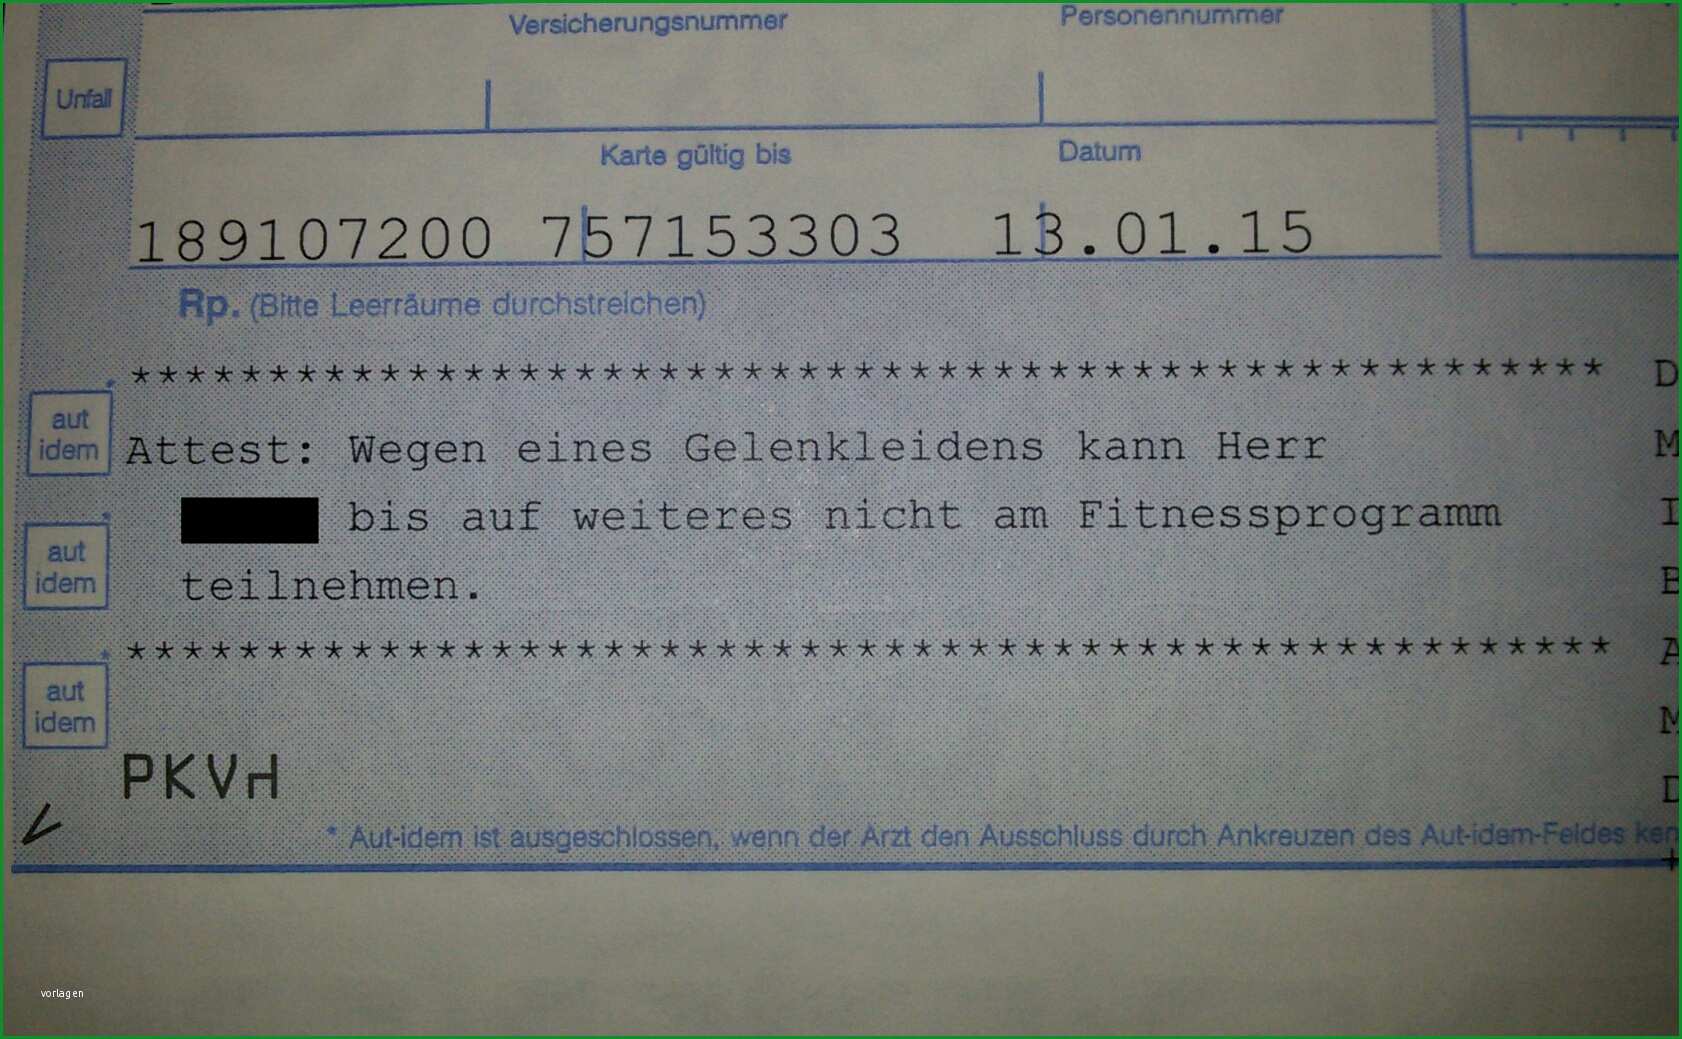 Versicherungsnummer Personennummer
Unfall
Karte gültig bis Datum
189107200 757153303 13.01.15
Rp. (Bitte Leerräume durchstreichen)
***************************************************** D
* aut idem
Attest: Wegen eines Gelenkleidens kann Herr M
bis auf weiteres nicht am Fitnessprogramm I
* aut idem
teilnehmen. B
***************************************************** A
* aut idem
M
PKVH D
* Aut-idem ist ausgeschlossen, wenn der Arzt den Ausschluss durch Ankreuzen des Aut-idem-Feldes ken
vorlagen